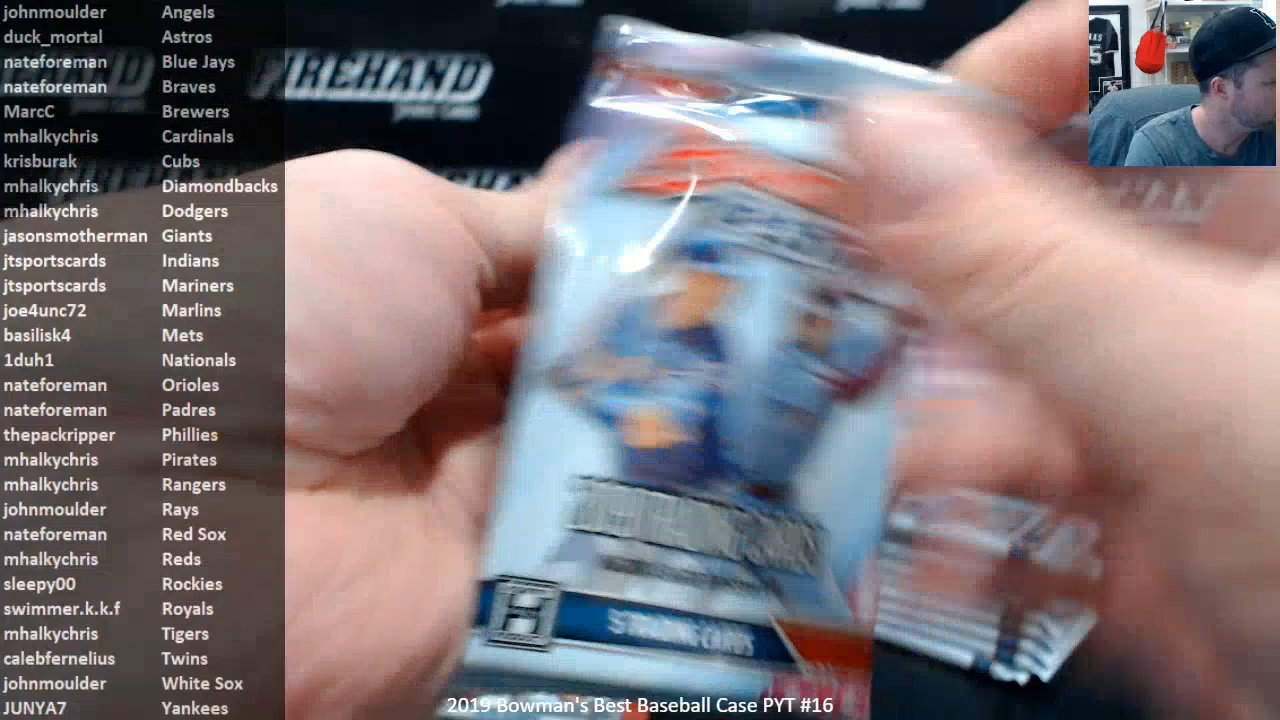 johnmoulder Angels
duck_mortal Astros
nateforeman Blue Jays
nateforeman Braves
MarcC Brewers
mhalkychris Cardinals
krisburak Cubs
mhalkychris Diamondbacks
mhalkychris Dodgers
jasonsmotherman Giants
jtsportscards Indians
jtsportscards Mariners
joe4unc72 Marlins
basilisk4 Mets
1duh1 Nationals
nateforeman Orioles
nateforeman Padres
thepackripper Phillies
mhalkychris Pirates
mhalkychris Rangers
johnmoulder Rays
nateforeman Red Sox
mhalkychris Reds
sleepy00 Rockies
swimmer.k.k.f Royals
mhalkychris Tigers
calebfernelius Twins
johnmoulder White Sox
JUNYA7 Yankees
FIREHAND
5 TRADING CARDS
2019 Bowman's Best Baseball Case PYT #16